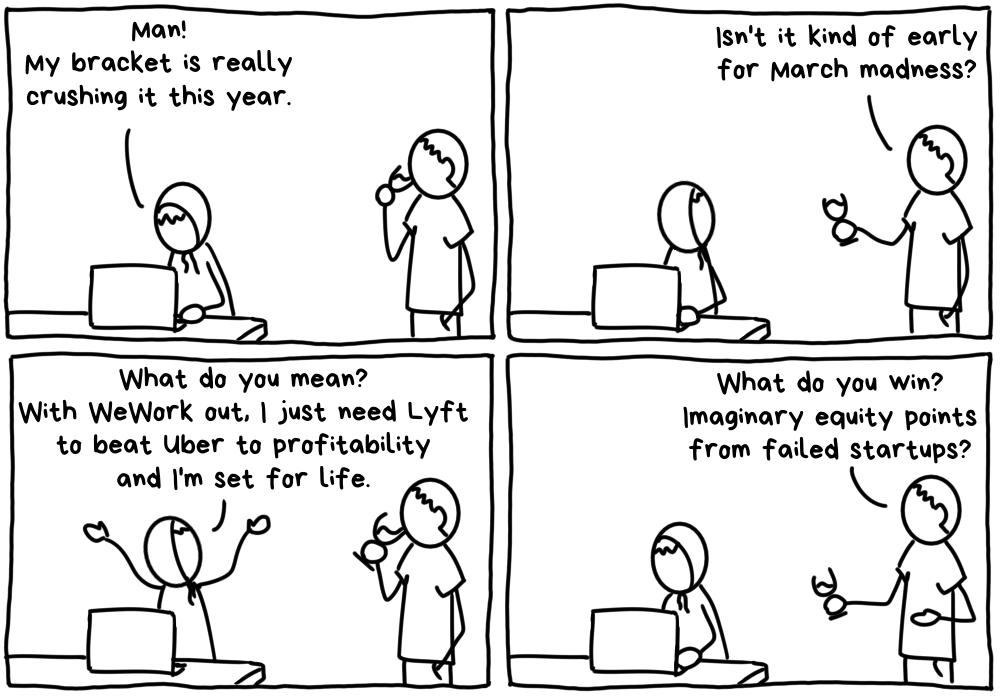 Man!
My bracket is really
crushing it this year.
Isn't it kind of early
for March madness?
What do you mean?
With WeWork out, I just need Lyft
to beat Uber to profitability
and I'm set for life.
What do you win?
Imaginary equity points
from failed startups?